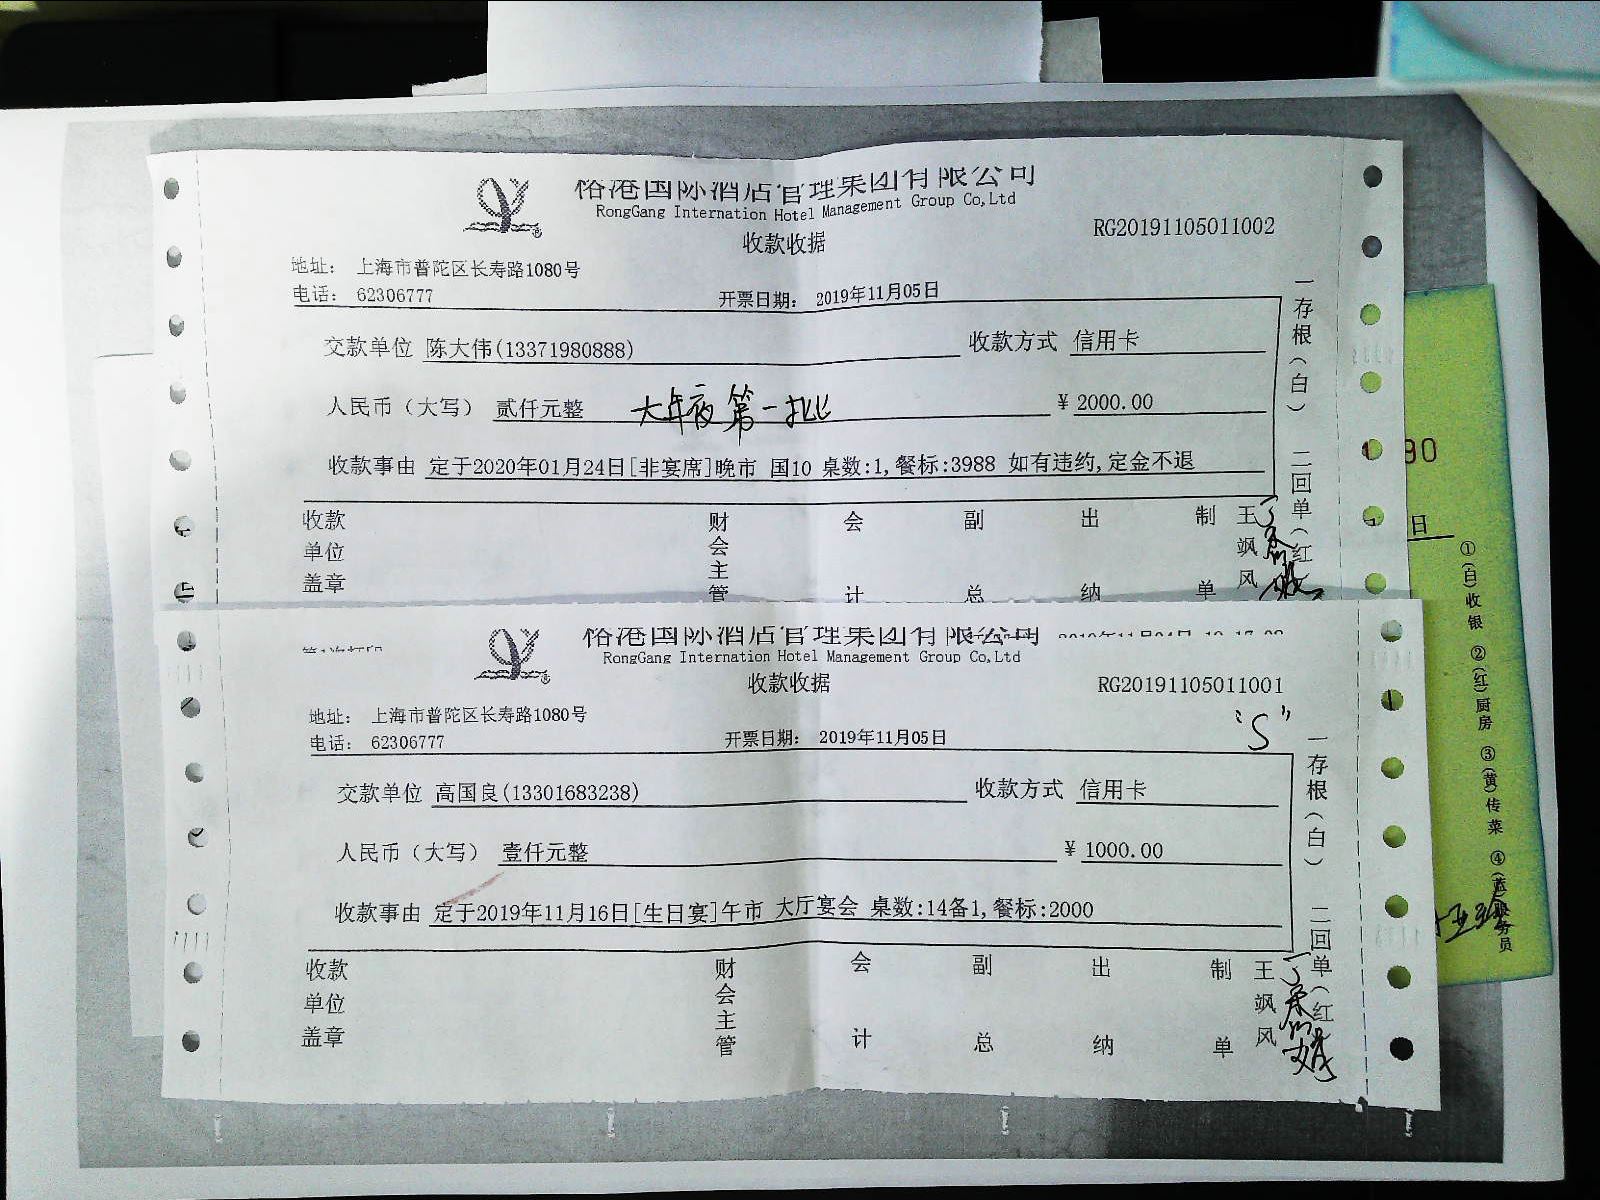 裕港国际酒店管理集团有限公司
RongGang Internation Hotel Management Group Co,Ltd
收款收据
RG20191105011002
地址： 上海市普陀区长寿路1080号
电话： 62306777
开票日期： 2019年11月05日
交款单位 陈大伟(13371980888) 收款方式 信用卡
人民币（大写） 贰仟元整 大年夜第一批 ¥ 2000.00
收款事由 定于2020年01月24日[非宴席]晚市 国10 桌数:1,餐标:3988 如有违约,定金不退
一存根（白） 二回单（红
收款单位盖章 财会主管 会计 副总 出纳 制单 王飒风
裕港国际酒店管理集团有限公司
RongGang Internation Hotel Management Group Co,Ltd
收款收据
RG20191105011001
"S"
地址： 上海市普陀区长寿路1080号
电话： 62306777
开票日期： 2019年11月05日
交款单位 高国良(13301683238) 收款方式 信用卡
人民币（大写） 壹仟元整 ¥ 1000.00
收款事由 定于2019年11月16日[生日宴]午市 大厅宴会 桌数:14备1,餐标:2000
一存根（白） 二回单（红
收款单位盖章 财会主管 会计 副总 出纳 制单 王飒风
90
日
①(白)收银 ②(红)厨房 ③(黄)传菜 ④(蓝)服务员